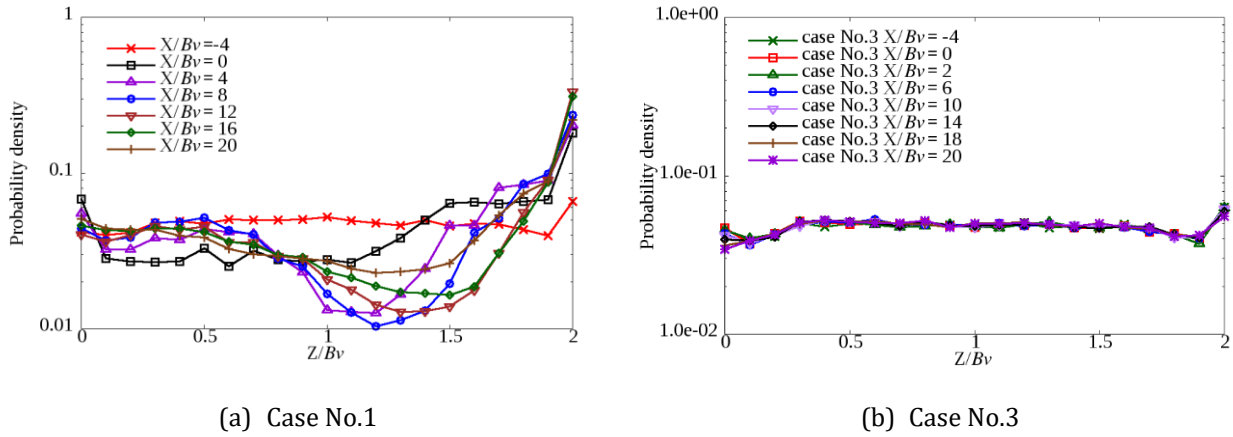 1
0.1
0.01
Probability density
X/Bv=-4
X/Bv=0
X/Bv=4
X/Bv=8
X/Bv=12
X/Bv=16
X/Bv=20
0 0.5 1 1.5 2
Z/Bv
(a) Case No.1
1.0e+00
1.0e-01
1.0e-02
Probability density
case No.3 X/Bv= -4
case No.3 X/Bv= 0
case No.3 X/Bv= 2
case No.3 X/Bv= 6
case No.3 X/Bv= 10
case No.3 X/Bv= 14
case No.3 X/Bv= 18
case No.3 X/Bv= 20
0 0.5 1 1.5 2
Z/Bv
(b) Case No.3